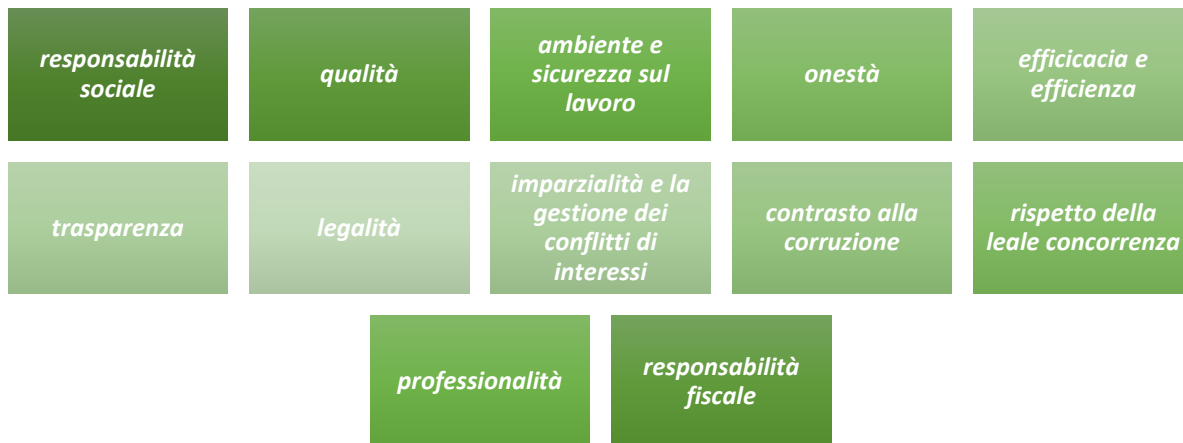 responsabilità
sociale
qualità
ambiente e
sicurezza sul
lavoro
onestà
efficicacia e
efficienza
trasparenza
legalità
imparzialità e la
gestione dei
conflitti di
interessi
contrasto alla
corruzione
rispetto della
leale concorrenza
professionalità
responsabilità
fiscale